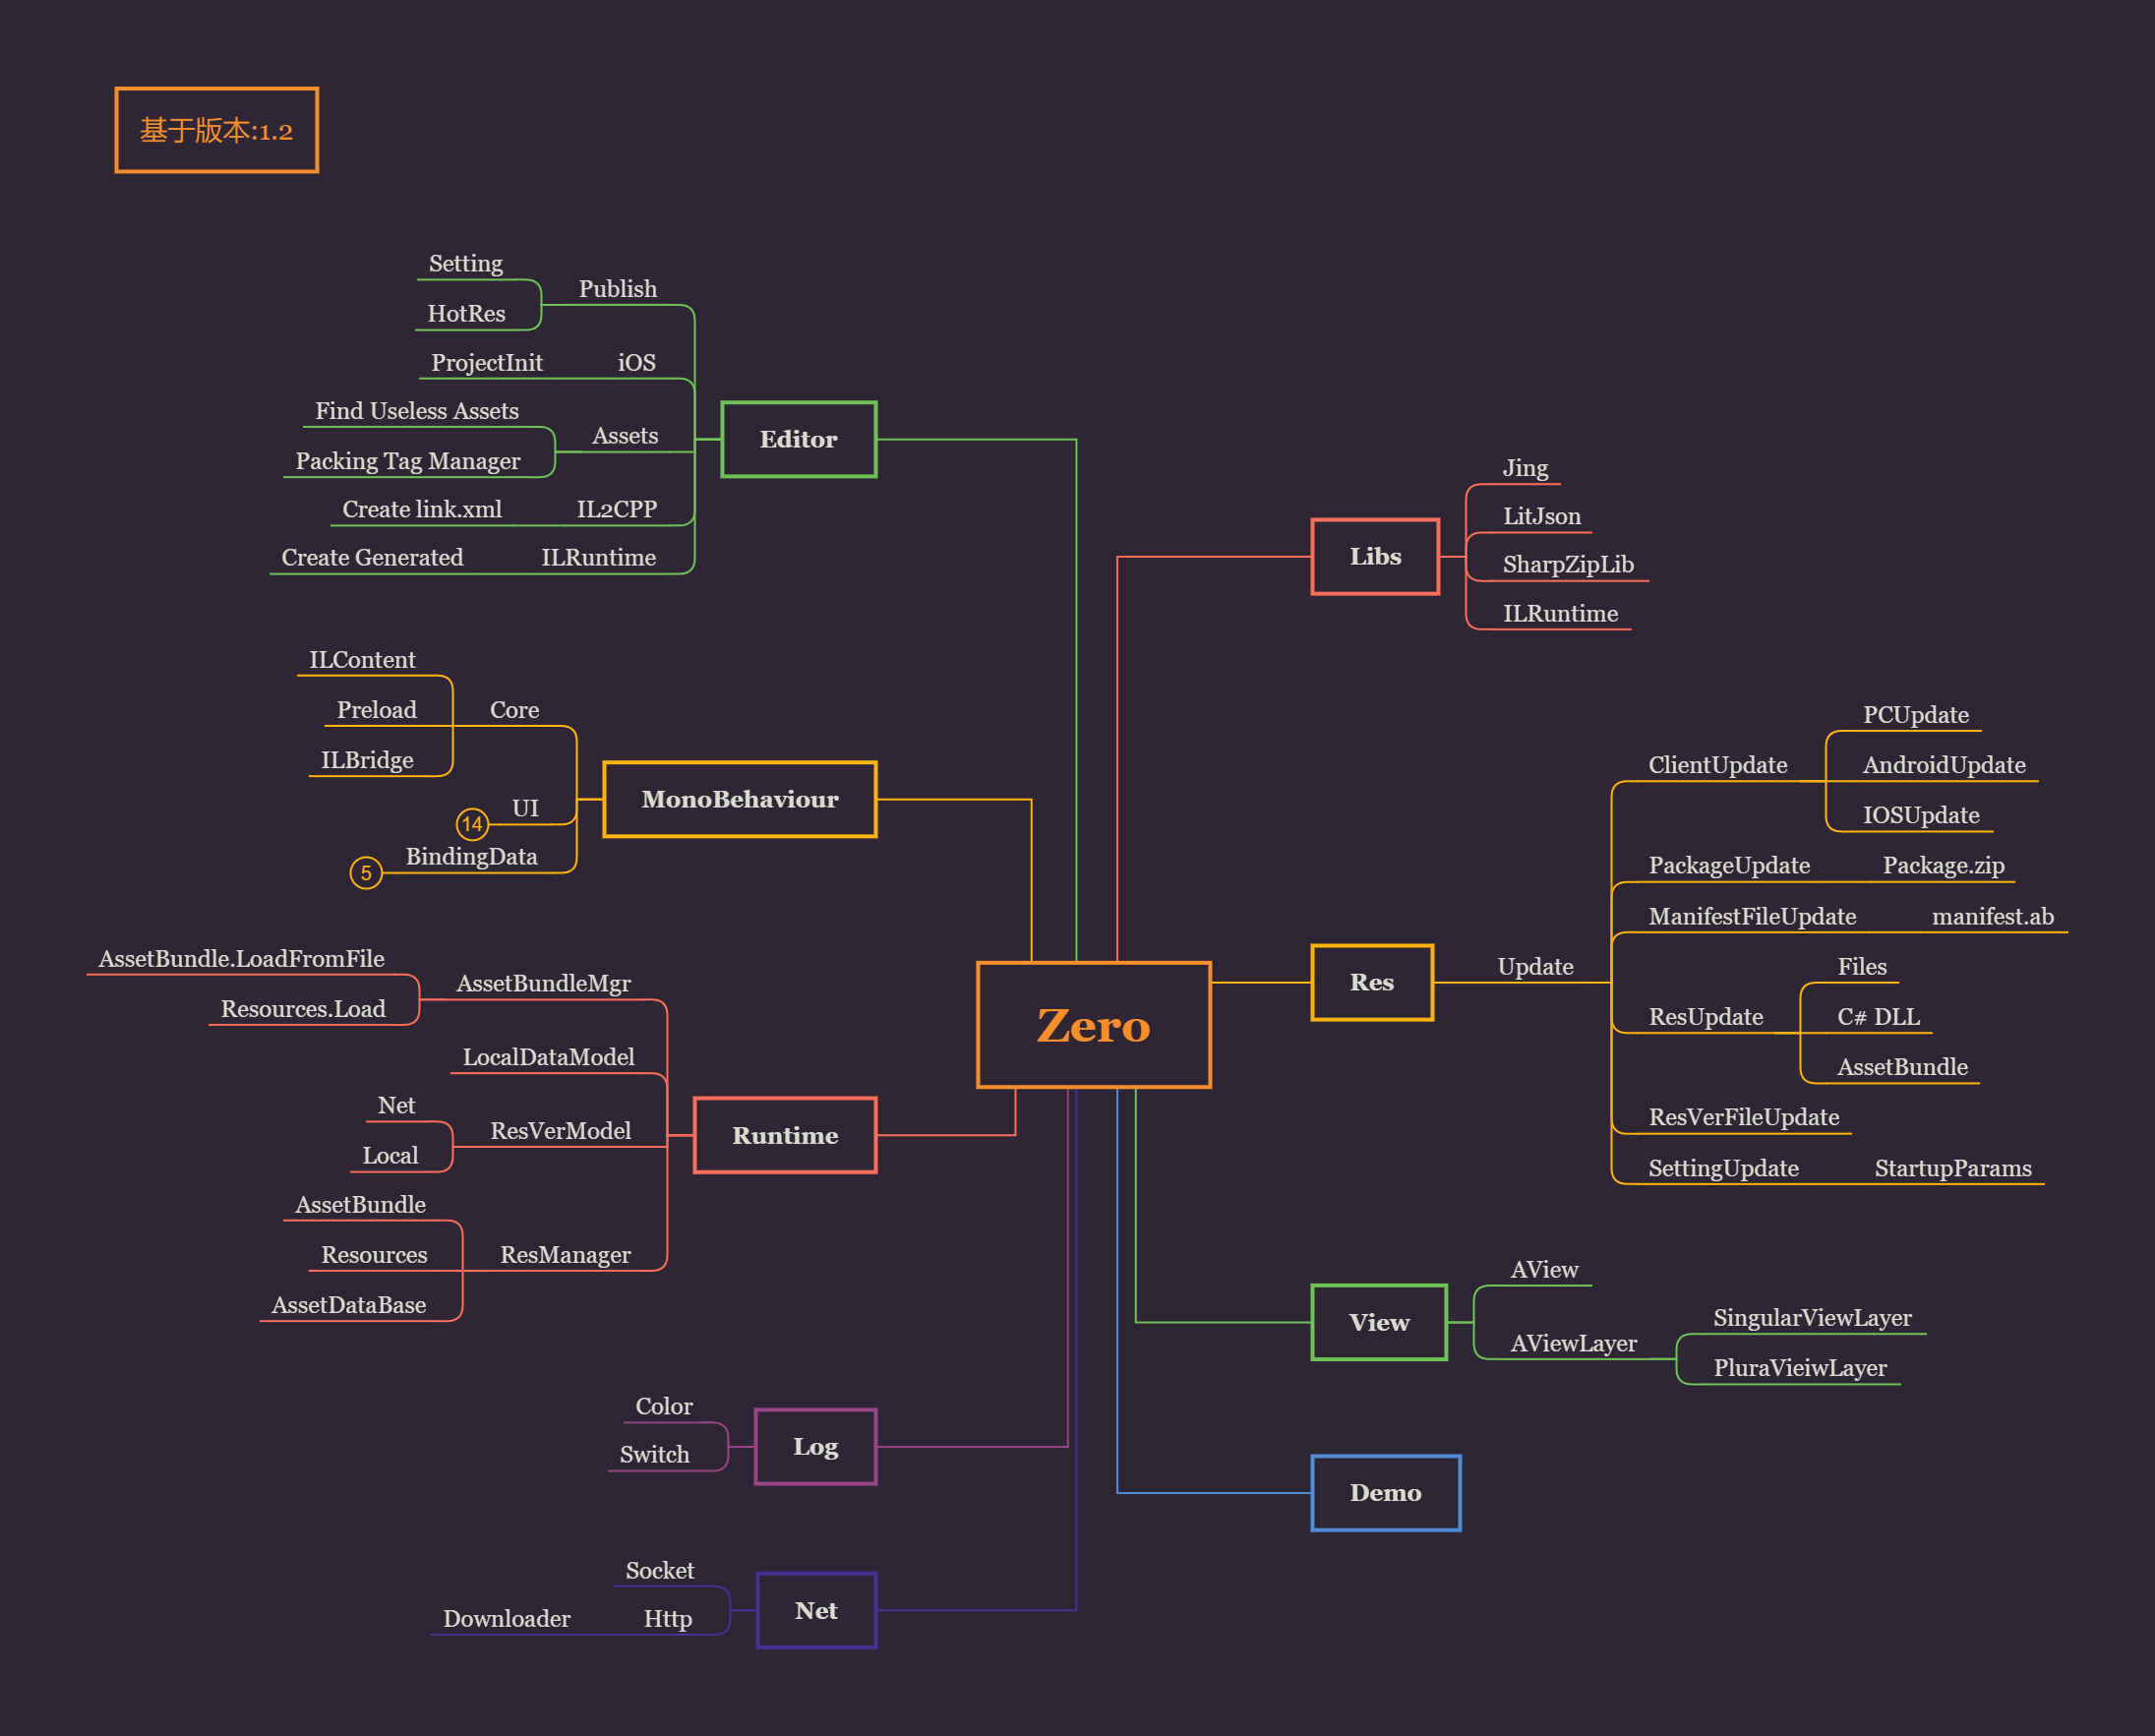 基于版本:1.2
Setting
Publish
HotRes
ProjectInit
iOS
Find Useless Assets
Assets
Packing Tag Manager
Create link.xml
IL2CPP
Create Generated
ILRuntime
Editor
ILContent
Preload
Core
ILBridge
14
UI
5
BindingData
MonoBehaviour
AssetBundle.LoadFromFile
AssetBundleMgr
Resources.Load
LocalDataModel
Net
ResVerModel
Local
AssetBundle
Resources
ResManager
AssetDataBase
Runtime
Color
Switch
Log
Socket
Downloader
Http
Net
Zero
Libs
Jing
LitJson
SharpZipLib
ILRuntime
Res
Update
ClientUpdate
PCUpdate
AndroidUpdate
IOSUpdate
PackageUpdate
Package.zip
ManifestFileUpdate
manifest.ab
ResUpdate
Files
C# DLL
AssetBundle
ResVerFileUpdate
SettingUpdate
StartupParams
View
AView
AViewLayer
SingularViewLayer
PluraVieiwLayer
Demo